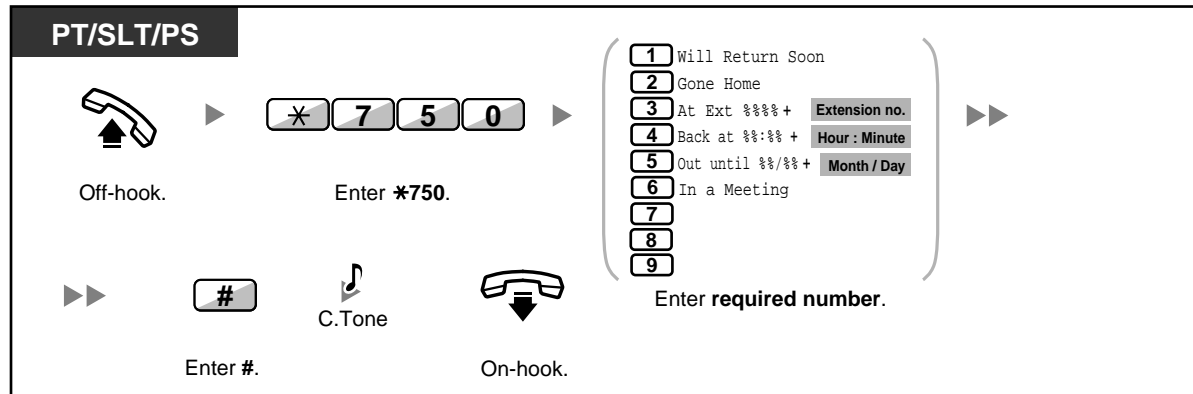 PT/SLT/PS
1 Will Return Soon
2 Gone Home
3 At Ext %%%% + Extension no.
4 Back at %%:%% + Hour : Minute
5 Out until %%/%% + Month / Day
6 In a Meeting
7
8
9
* 7 5 0
Off-hook.
Enter *750.
Enter required number.
#
C.Tone
Enter #.
On-hook.